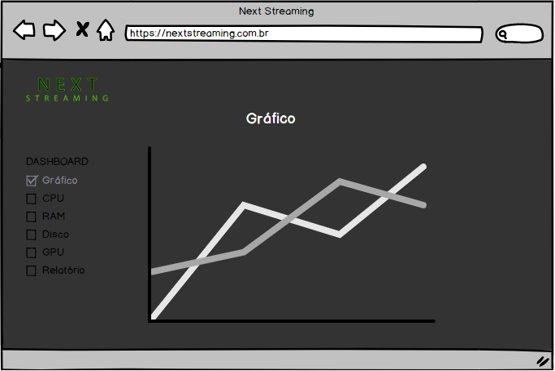 Next Streaming
https://nextstreaming.com.br
NEXT
STREAMING
Gráfico
DASHBOARD
Gráfico
CPU
RAM
Disco
GPU
Relatório